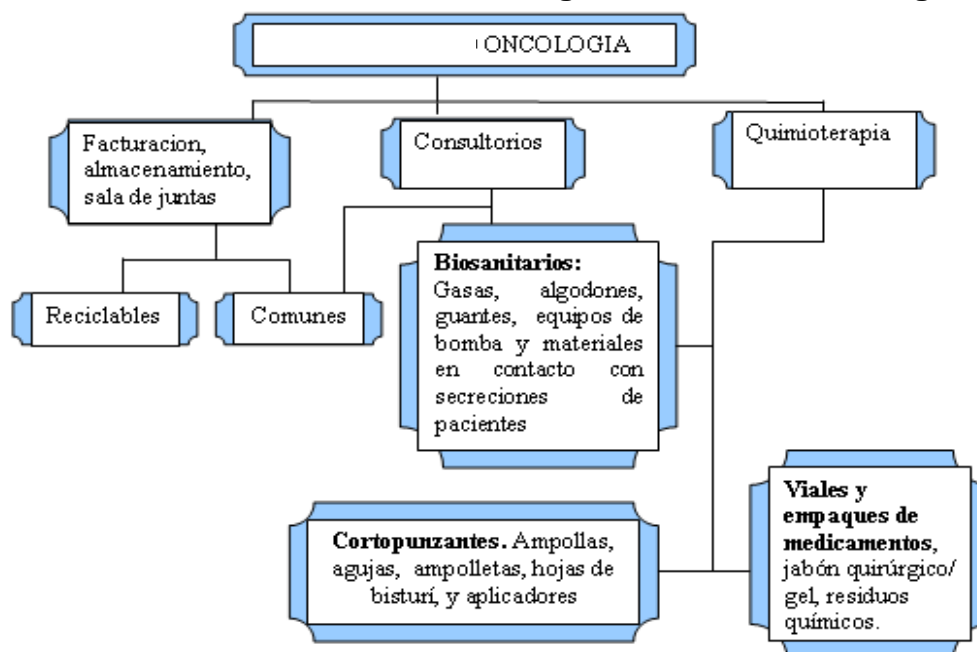 ONCOLOGIA
Facturacion,
almacenamiento,
sala de juntas
Consultorios
Quimioterapia
Reciclables
Comunes
Biosanitarios:
Gasas, algodones,
guantes, equipos de
bomba y materiales
en contacto con
secreciones de
pacientes
Cortopunzantes. Ampollas,
agujas, ampolletas, hojas de
bisturí, y aplicadores
Viales y
empaques de
medicamentos,
jabón quirúrgico/
gel, residuos
químicos.